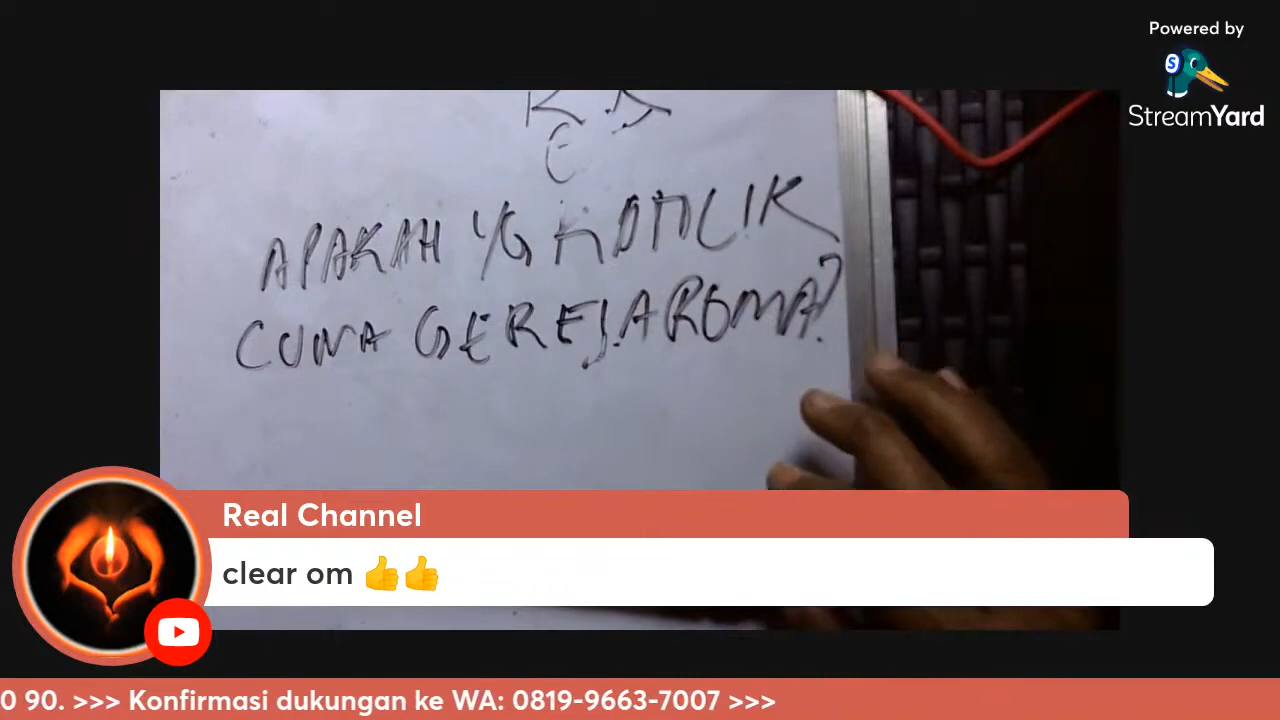 Powered by
StreamYard
APAKAH YG KATOLIK
CUMA GEREJA ROMA?
Real Channel
clear om 👍👍
0 90. >>> Konfirmasi dukungan ke WA: 0819-9663-7007 >>>